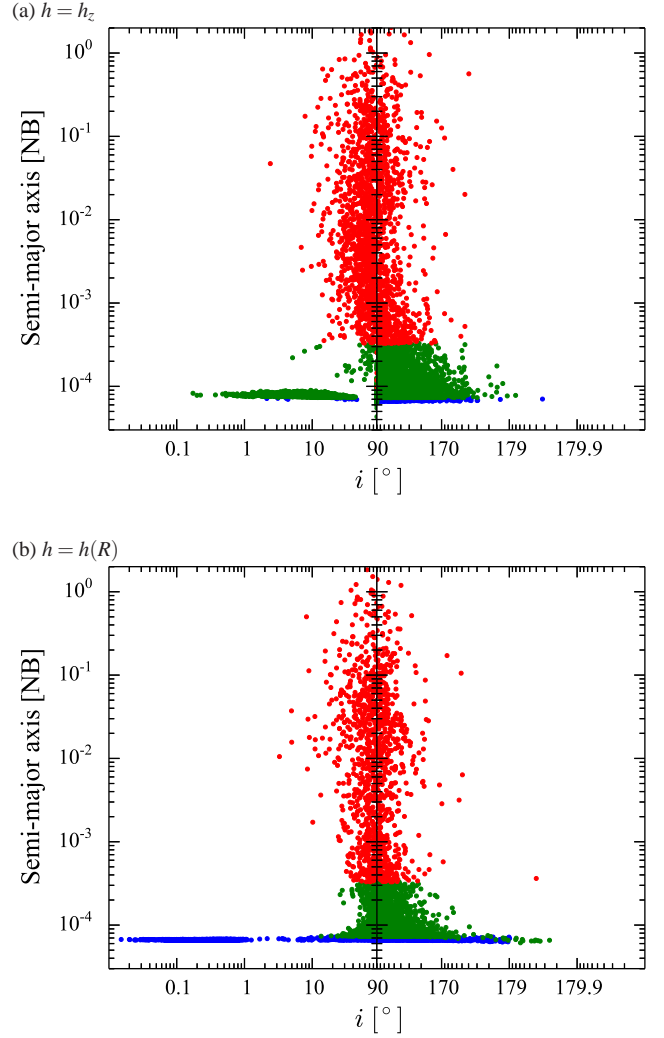 (a) h = h_z
10^0
10^-1
10^-2
10^-3
10^-4
Semi-major axis [NB]
0.1 1 10 90 170 179 179.9
i [°]
(b) h = h(R)
10^0
10^-1
10^-2
10^-3
10^-4
Semi-major axis [NB]
0.1 1 10 90 170 179 179.9
i [°]